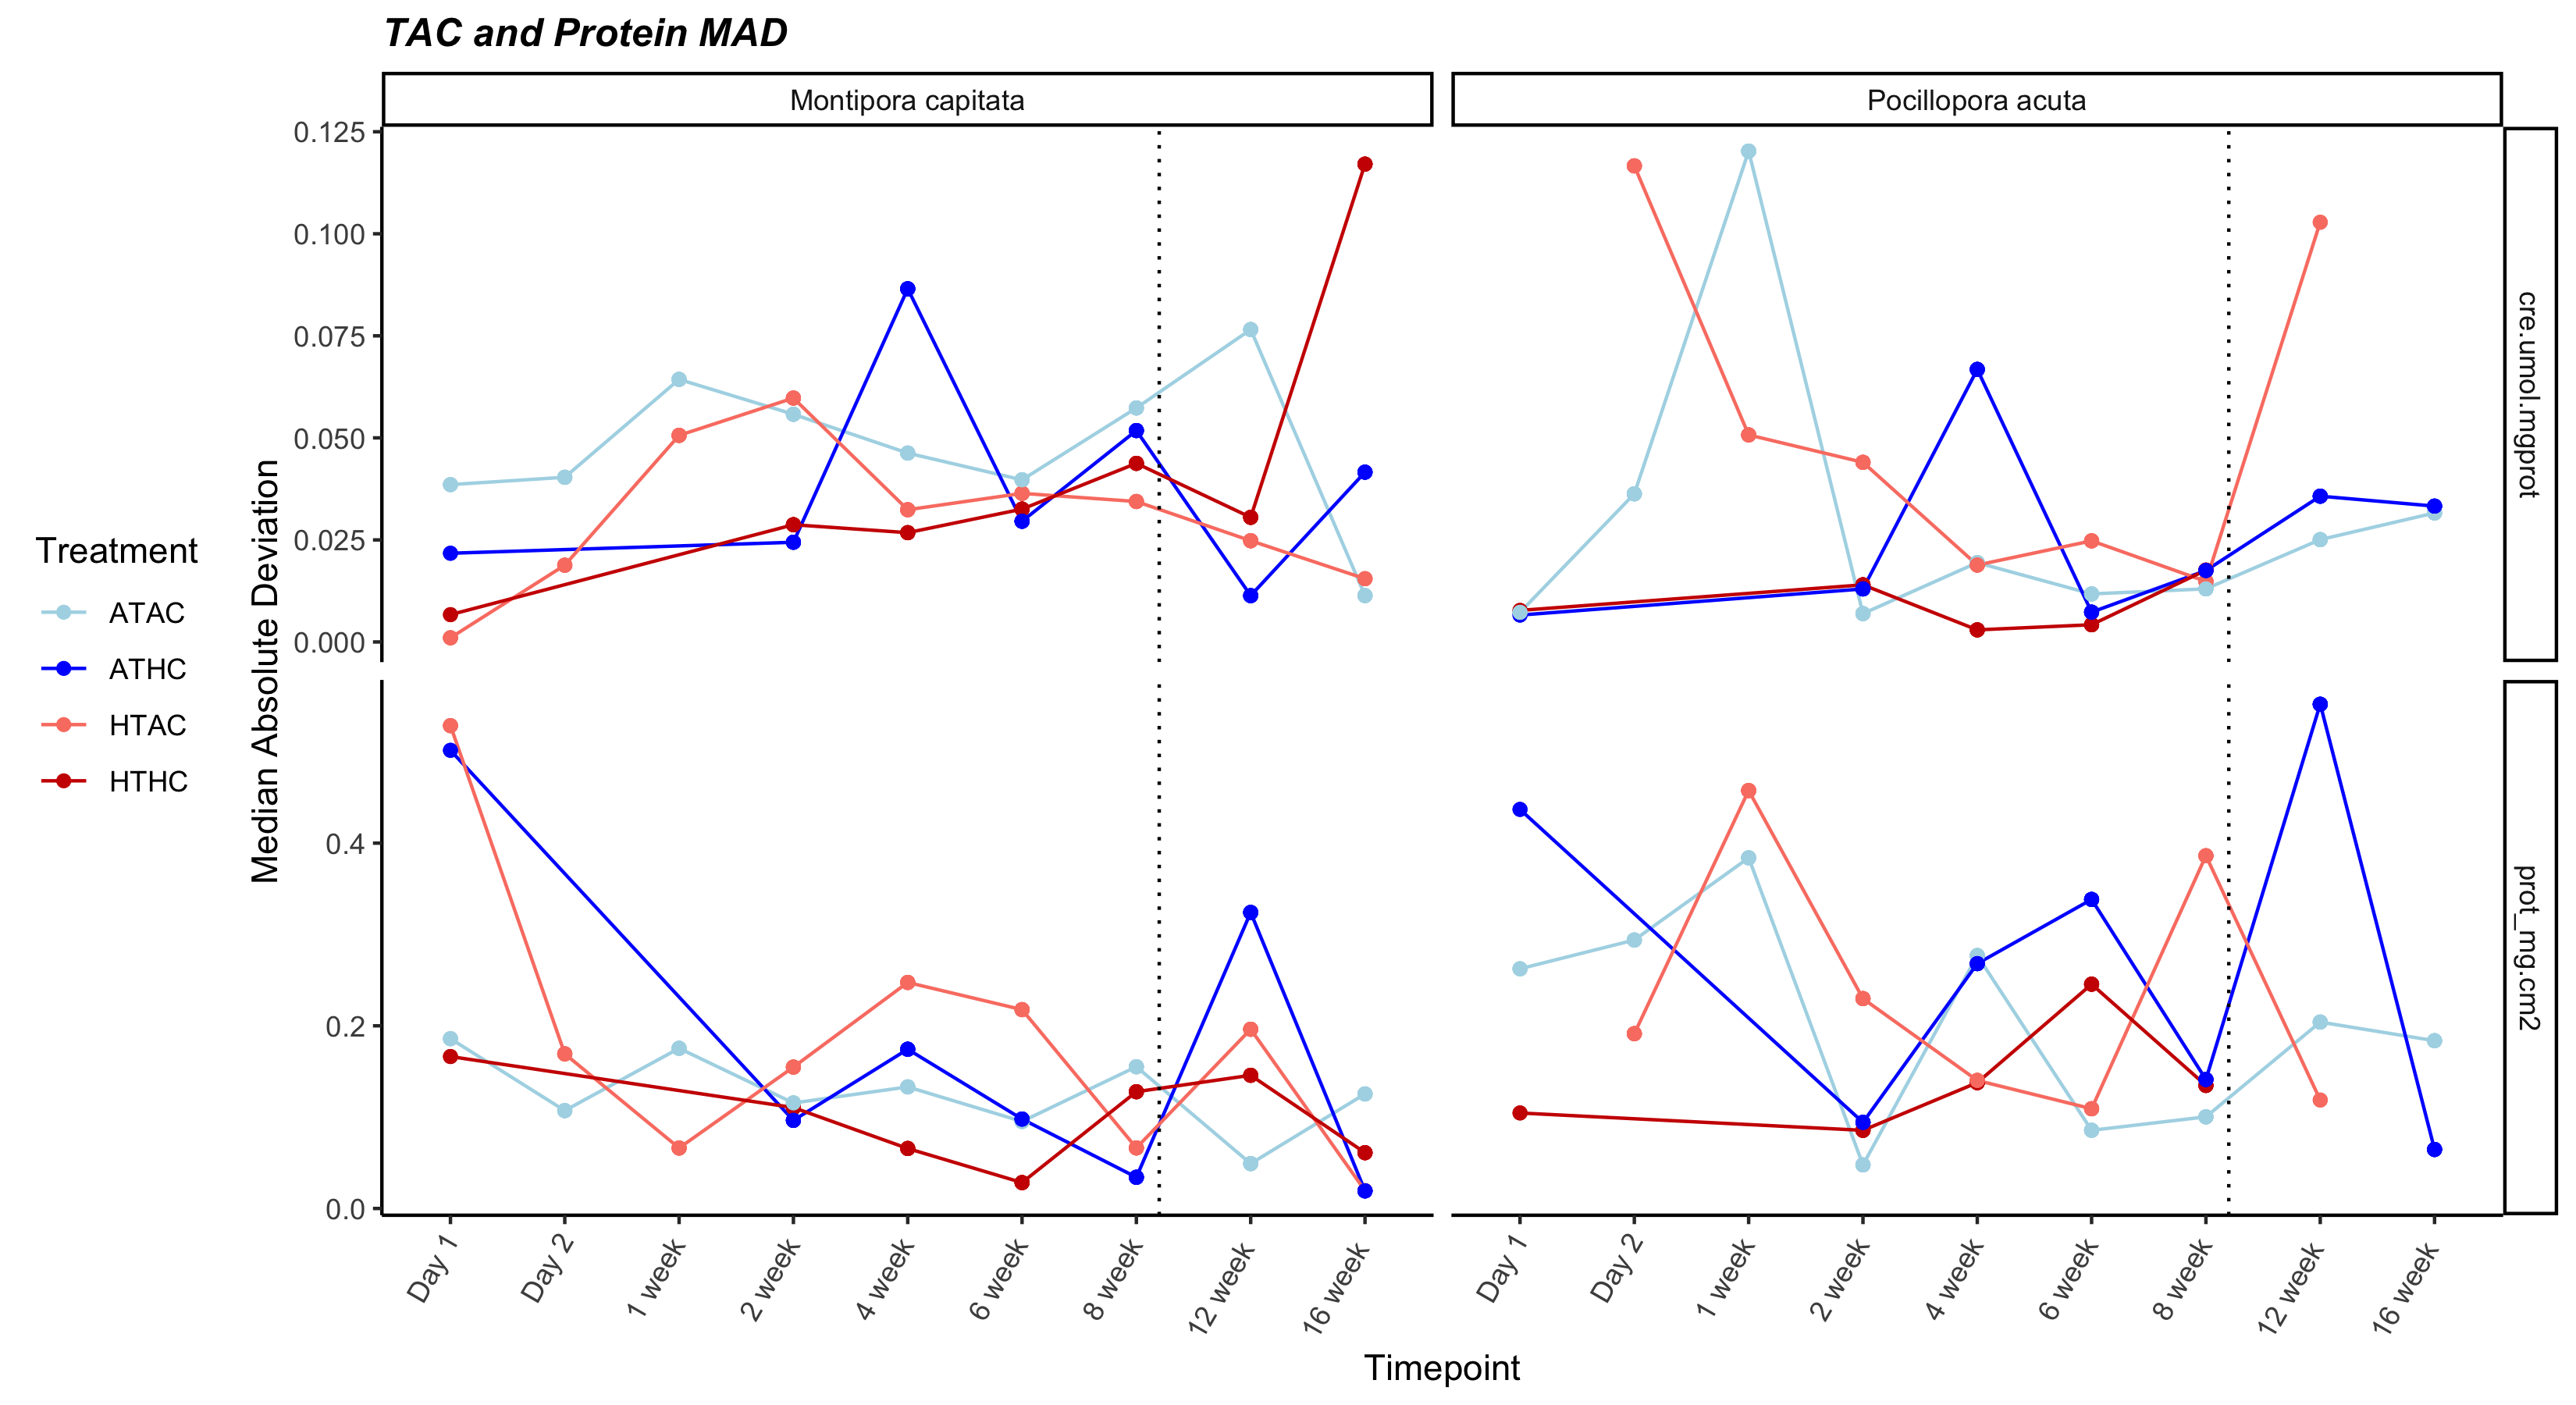 TAC and Protein MAD
Montipora capitata
Pocillopora acuta
0.125
0.100
0.075
0.050
0.025
0.000
cre.umol.mgprot
Median Absolute Deviation
Treatment
ATAC
ATHC
HTAC
HTHC
0.4
0.2
0.0
prot_mg.cm2
Day 1
Day 2
1 week
2 week
4 week
6 week
8 week
12 week
16 week
Day 1
Day 2
1 week
2 week
4 week
6 week
8 week
12 week
16 week
Timepoint